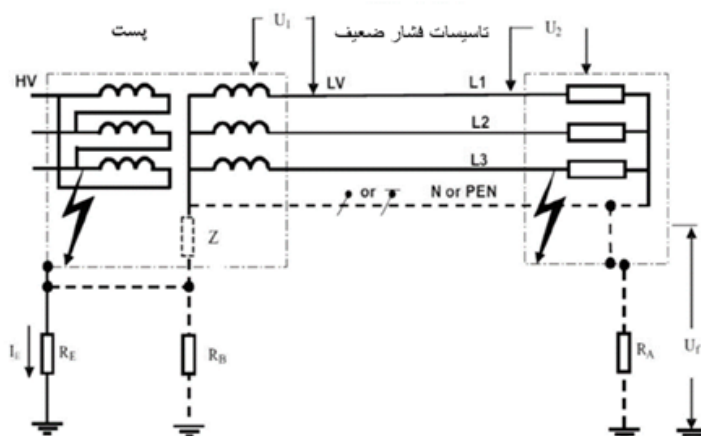 U1
پست
تاسیسات فشار ضعیف
U2
HV
LV
L1
L2
L3
or
N or PEN
Z
IE
RE
RB
RA
Uf